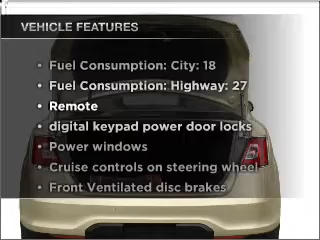 VEHICLE FEATURES
• Fuel Consumption: City: 18
• Fuel Consumption: Highway: 27
• Remote
• digital keypad power door locks
• Power windows
• Cruise controls on steering wheel
• Front Ventilated disc brakes